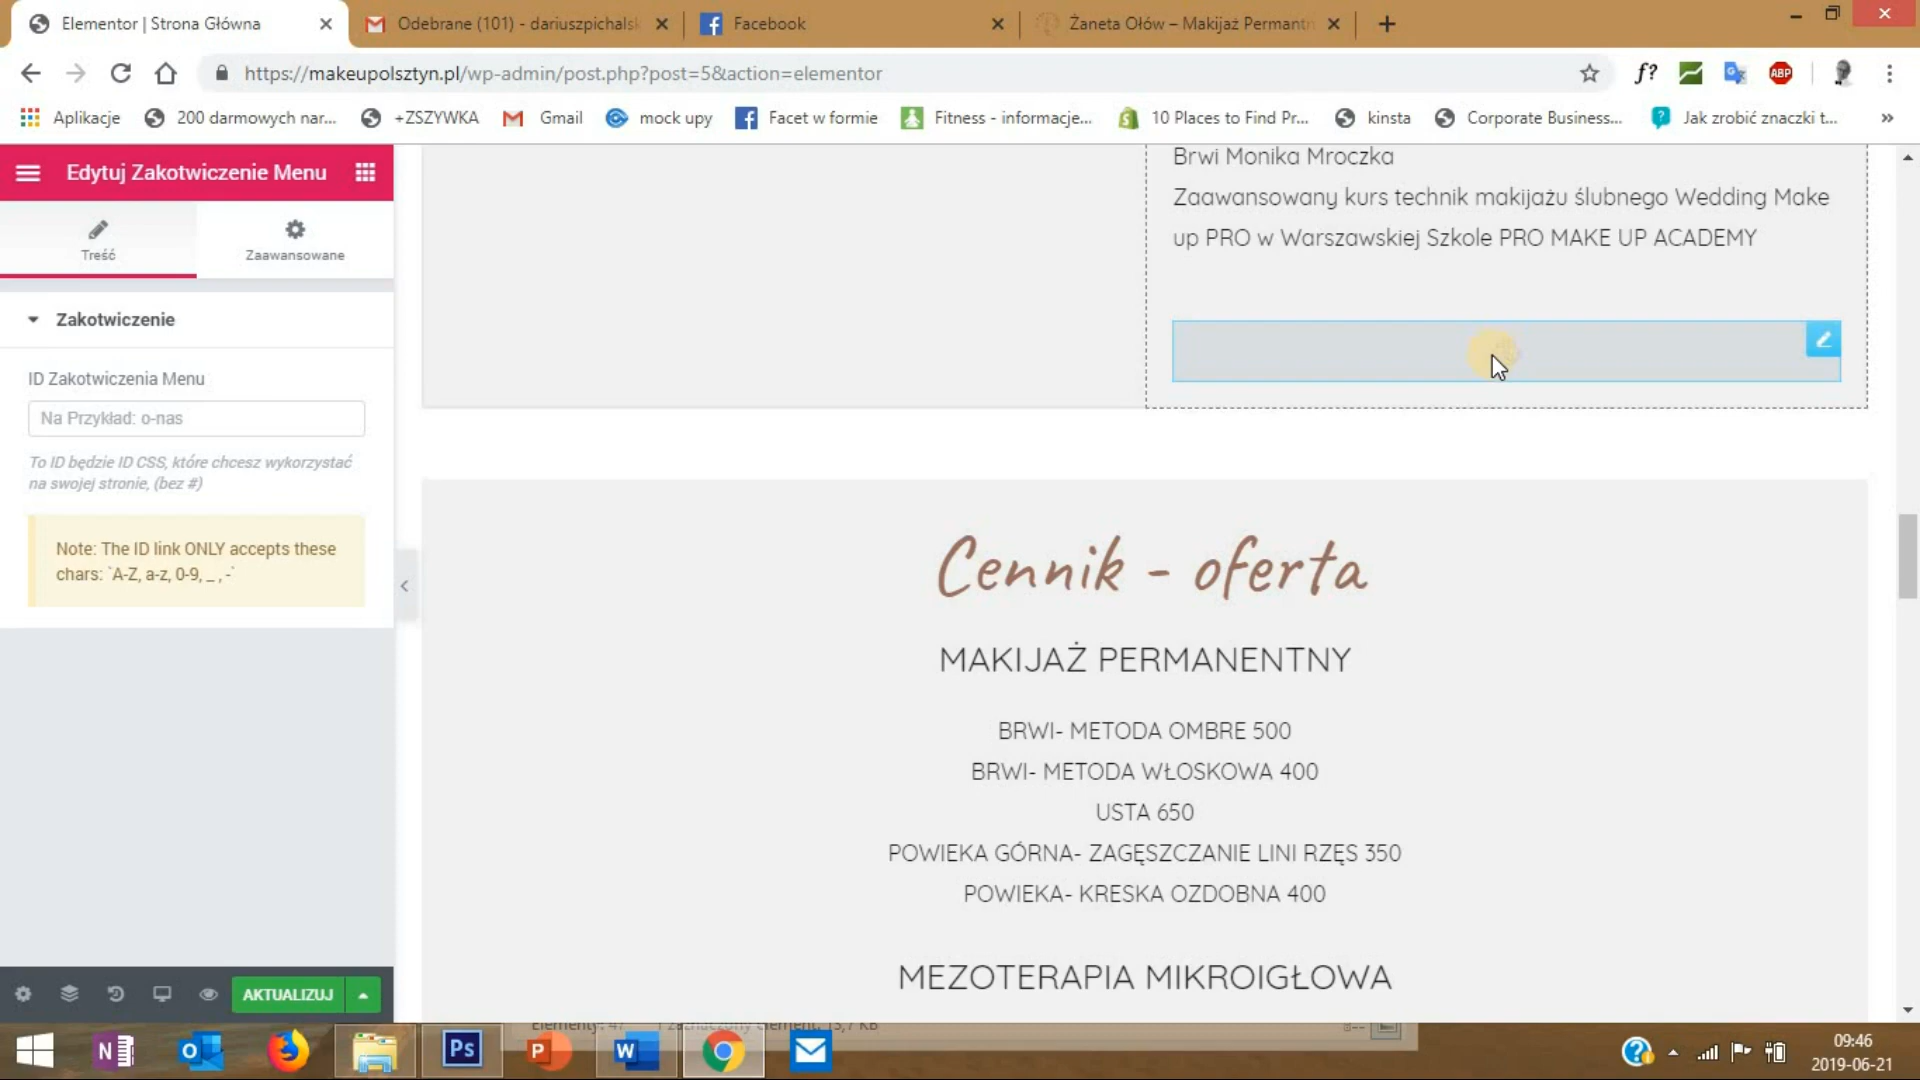 Elementor | Strona Główna
Odebrane (101) - dariuszpichalsk
Facebook
Żaneta Ołów – Makijaż Permant
https://makeupolsztyn.pl/wp-admin/post.php?post=5&action=elementor
f?
ABP
Aplikacje
200 darmowych nar...
+ZSZYWKA
Gmail
mock upy
Facet w formie
Fitness - informacje...
10 Places to Find Pr...
kinsta
Corporate Business...
Jak zrobić znaczki t...
»
Edytuj Zakotwiczenie Menu
Treść
Zaawansowane
Zakotwiczenie
ID Zakotwiczenia Menu
Na Przykład: o-nas
To ID będzie ID CSS, które chcesz wykorzystać
na swojej stronie, (bez #)
Note: The ID link ONLY accepts these
chars: `A-Z, a-z, 0-9, _ , -`
AKTUALIZUJ
Brwi Monika Mroczka
Zaawansowany kurs technik makijażu ślubnego Wedding Make
up PRO w Warszawskiej Szkole PRO MAKE UP ACADEMY
Cennik - oferta
MAKIJAŻ PERMANENTNY
BRWI- METODA OMBRE 500
BRWI- METODA WŁOSKOWA 400
USTA 650
POWIEKA GÓRNA- ZAGĘSZCZANIE LINI RZĘS 350
POWIEKA- KRESKA OZDOBNA 400
MEZOTERAPIA MIKROIGŁOWA
09:46
2019-06-21